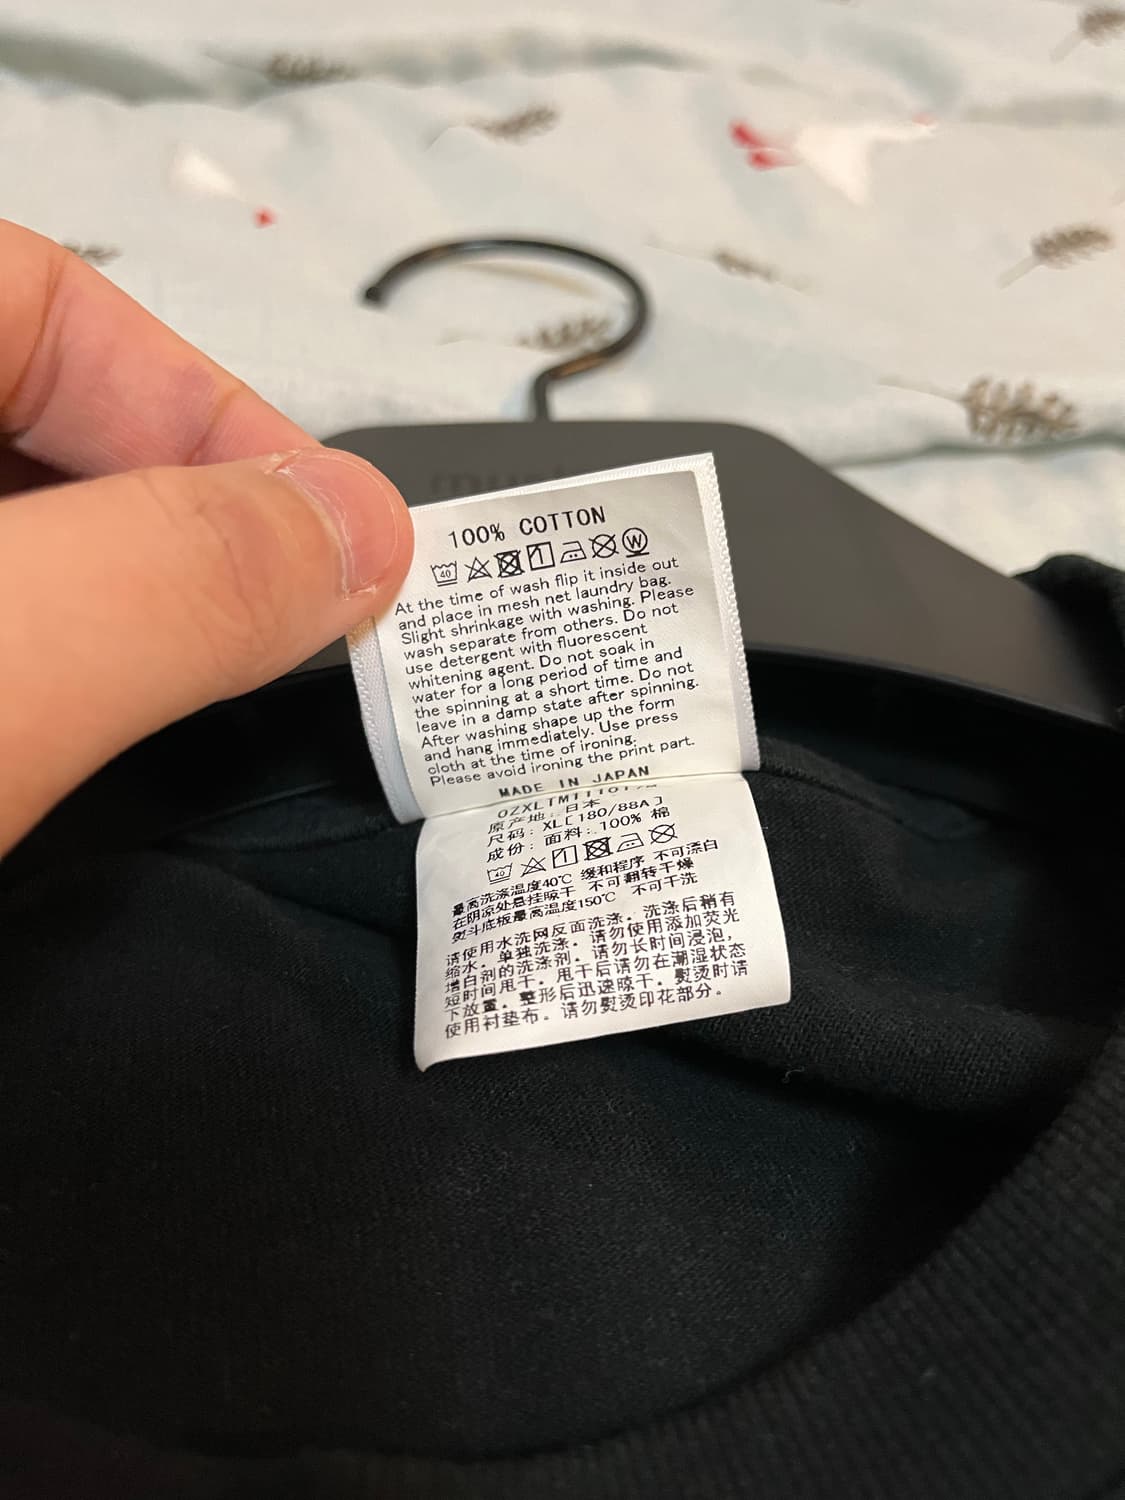 100% COTTON
40 W
At the time of wash flip it inside out
and place in mesh net laundry bag.
Slight shrinkage with washing. Please
wash separate from others. Do not
use detergent with fluorescent
whitening agent. Do not soak in
water for a long period of time and
the spinning at a short time. Do not
leave in a damp state after spinning.
After washing shape up the form
and hang immediately. Use press
cloth at the time of ironing.
Please avoid ironing the print part.
MADE IN JAPAN
原产地: 日本
尺码: XL[180/88A]
成份: 面料: 100% 棉
40
最高洗涤温度40℃ 缓和程序 不可漂白
在阴凉处悬挂晾干 不可翻转干燥
熨斗底板最高温度150℃ 不可干洗
请使用水洗网反面洗涤. 洗涤后稍有
缩水. 单独洗涤. 请勿使用添加荧光
增白剂的洗涤剂. 请勿长时间浸泡,
短时间甩干. 甩干后请勿在潮湿状态
下放置. 整形后迅速晾干. 熨烫时请
使用衬垫布. 请勿熨烫印花部分.